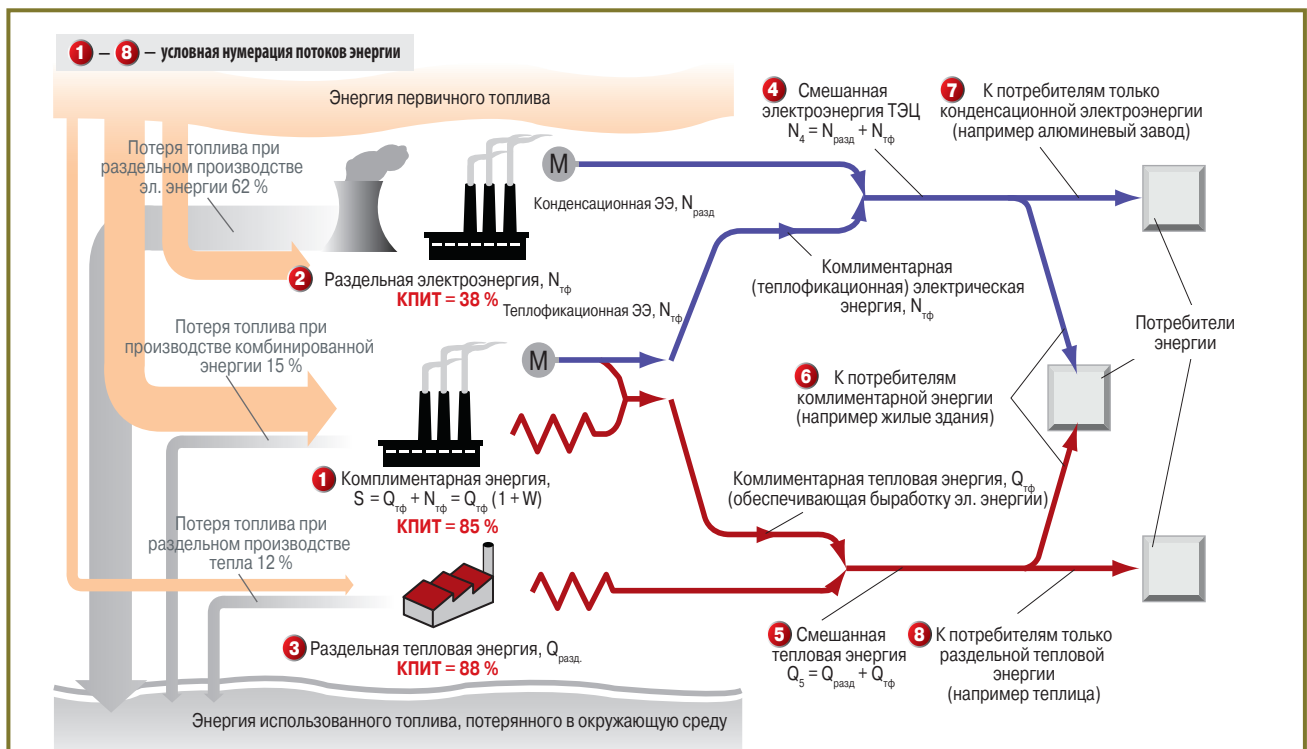 1 – 8 – условная нумерация потоков энергии
Энергия первичного топлива
Потеря топлива при
раздельном производстве
эл. энергии 62 %
М
Конденсационная ЭЭ, Nразд
2 Раздельная электроэнергия, Nтф
КПИТ = 38 %
Теплофикационная ЭЭ, Nтф
Потеря топлива при
производстве комбинированной
энергии 15 %
М
1 Комплиментарная энергия,
S = Qтф + Nтф = Qтф (1 + W)
КПИТ = 85 %
Потеря топлива при
раздельном производстве
тепла 12 %
3 Раздельная тепловая энергия, Qразд.
КПИТ = 88 %
Энергия использованного топлива, потерянного в окружающую среду
4 Смешанная
электроэнергия ТЭЦ
N4 = Nразд + Nтф
7 К потребителям только
конденсационной электроэнергии
(например алюминевый завод)
Комлиментарная
(теплофикационная) электрическая
энергия, Nтф
Потребители
энергии
6 К потребителям
комлиментарной энергии
(например жилые здания)
Комлиментарная тепловая энергия, Qтф
(обеспечивающая быработку эл. энергии)
5 Смешанная
тепловая энергия
Q5 = Qразд + Qтф
8 К потребителям только
раздельной тепловой
энергии
(например теплица)